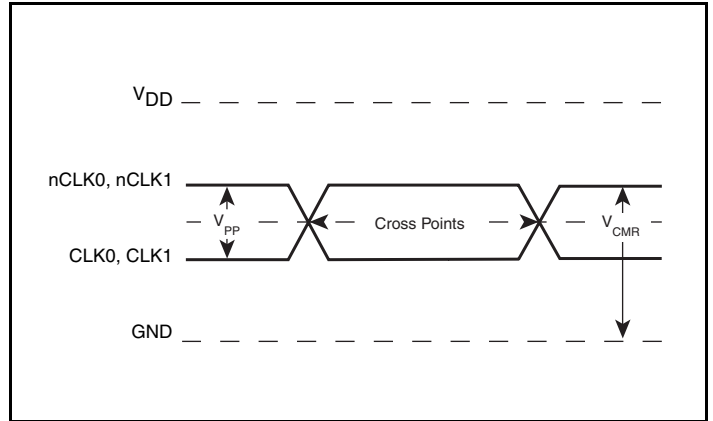 VDD
nCLK0, nCLK1
VPP
Cross Points
VCMR
CLK0, CLK1
GND